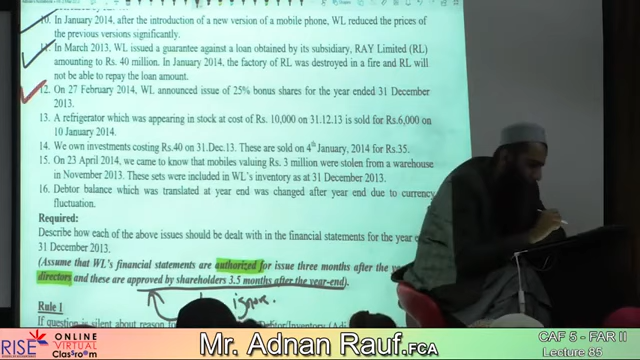 10. In January 2014, after the introduction of a new version of a mobile phone, WL reduced the prices of
the previous versions significantly.
11. In March 2013, WL issued a guarantee against a loan obtained by its subsidiary, RAY Limited (RL)
amounting to Rs. 40 million. In January 2014, the factory of RL was destroyed in a fire and RL will
not be able to repay the loan amount.
12. On 27 February 2014, WL announced issue of 25% bonus shares for the year ended 31 December
2013.
13. A refrigerator which was appearing in stock at cost of Rs. 10,000 on 31.12.13 is sold for Rs.6,000 on
10 January 2014.
14. We own investments costing Rs.40 on 31.Dec.13. These are sold on 4th January, 2014 for Rs.35.
15. On 23 April 2014, we came to know that mobiles valuing Rs. 3 million were stolen from a warehouse
in November 2013. These sets were included in WL's inventory as at 31 December 2013.
16. Debtor balance which was translated at year end was changed after year end due to currency
fluctuation.
Required:
Describe how each of the above issues should be dealt with in the financial statements for the year
31 December 2013.
(Assume that WL's financial statements are authorized for issue three months after the
directors and these are approved by shareholders 3.5 months after the year-end).
ignore.
Rule 1
If question is silent about reason
RISE ONLINE
VIRTUAL
Classroom
Mr. Adnan Rauf.FCA
CAF 5 - FAR II
Lecture 85